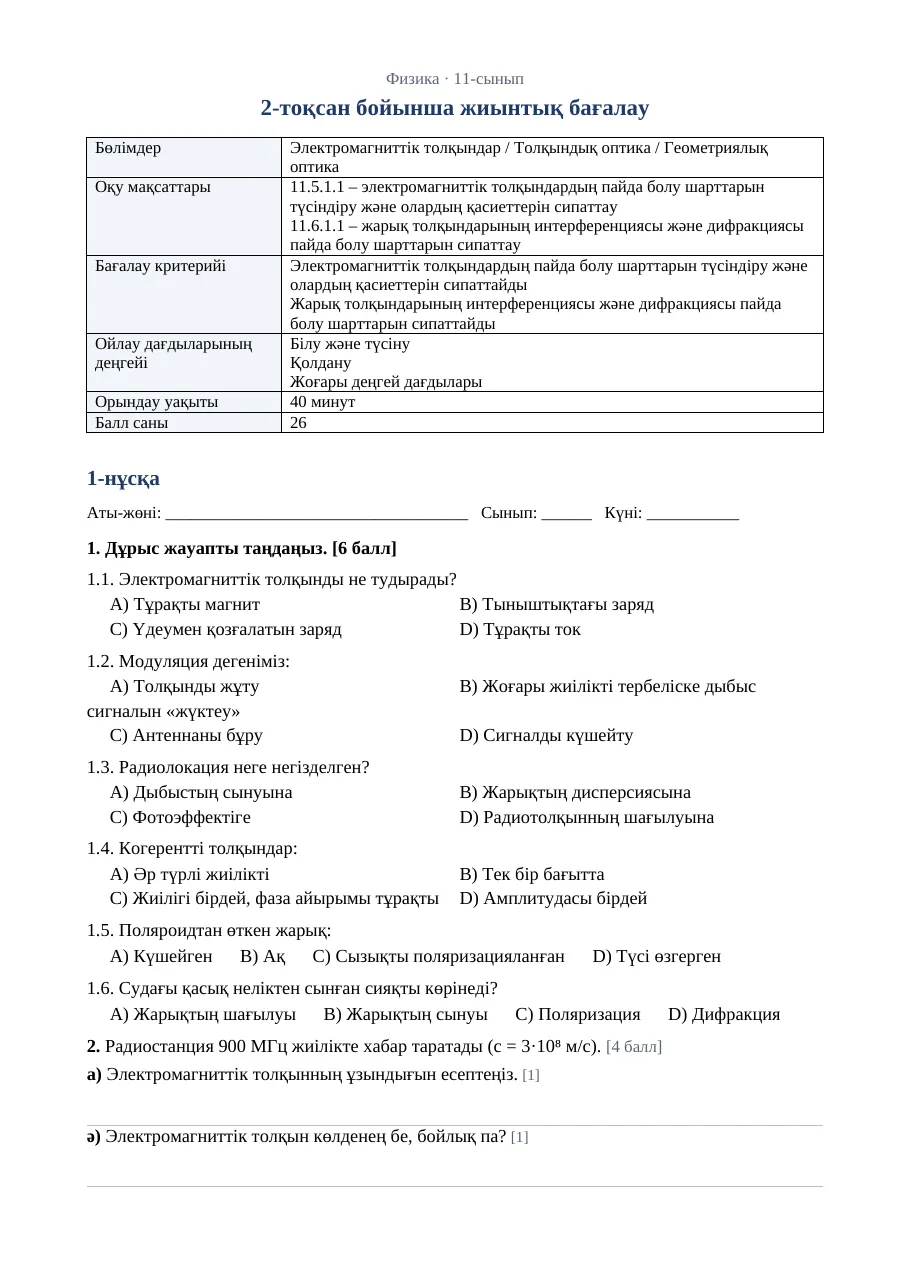 Физика · 11-сынып
2-тоқсан бойынша жиынтық бағалау
Бөлімдер
Электромагниттік толқындар / Толқындық оптика / Геометриялық
оптика
Оқу мақсаттары
11.5.1.1 – электромагниттік толқындардың пайда болу шарттарын
түсіндіру және олардың қасиеттерін сипаттау
11.6.1.1 – жарық толқындарының интерференциясы және дифракциясы
пайда болу шарттарын сипаттау
Бағалау критерийі
Электромагниттік толқындардың пайда болу шарттарын түсіндіру және
олардың қасиеттерін сипаттайды
Жарық толқындарының интерференциясы және дифракциясы пайда
болу шарттарын сипаттайды
Ойлау дағдыларының
деңгейі
Білу және түсіну
Қолдану
Жоғары деңгей дағдылары
Орындау уақыты
40 минут
Балл саны
26
1-нұсқа
Аты-жөні: ____________________________________ Сынып: ______ Күні: ___________
1. Дұрыс жауапты таңдаңыз. [6 балл]
1.1. Электромагниттік толқынды не тудырады?
A) Тұрақты магнит B) Тыныштықтағы заряд
C) Үдеумен қозғалатын заряд D) Тұрақты ток
1.2. Модуляция дегеніміз:
A) Толқынды жұту B) Жоғары жиілікті тербеліске дыбыс
сигналын «жүктеу»
C) Антеннаны бұру D) Сигналды күшейту
1.3. Радиолокация неге негізделген?
A) Дыбыстың сынуына B) Жарықтың дисперсиясына
C) Фотоэффектіге D) Радиотолқынның шағылуына
1.4. Когерентті толқындар:
A) Әр түрлі жиілікті B) Тек бір бағытта
C) Жиілігі бірдей, фаза айырымы тұрақты D) Амплитудасы бірдей
1.5. Поляроидтан өткен жарық:
A) Күшейген B) Ақ C) Сызықты поляризацияланған D) Түсі өзгерген
1.6. Судағы қасық неліктен сынған сияқты көрінеді?
A) Жарықтың шағылуы B) Жарықтың сынуы C) Поляризация D) Дифракция
2. Радиостанция 900 МГц жиілікте хабар таратады (c = 3·10⁸ м/с). [4 балл]
а) Электромагниттік толқынның ұзындығын есептеңіз. [1]
ә) Электромагниттік толқын көлденең бе, бойлық па? [1]